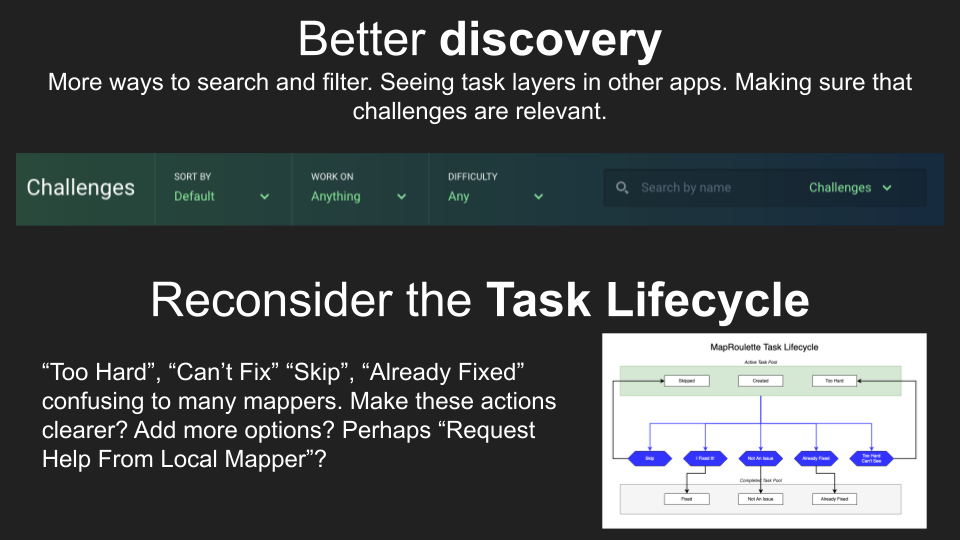 Better discovery
More ways to search and filter. Seeing task layers in other apps. Making sure that
challenges are relevant.
Challenges
SORT BY
Default
WORK ON
Anything
DIFFICULTY
Any
Search by name
Challenges
Reconsider the Task Lifecycle
“Too Hard”, “Can’t Fix” “Skip”, “Already Fixed”
confusing to many mappers. Make these actions
clearer? Add more options? Perhaps “Request
Help From Local Mapper”?
MapRoulette Task Lifecycle
Active Task Pool
Skipped
Created
Too Hard
Skip
I Fixed It!
Not An Issue
Already Fixed
Too Hard
Can't See
Completed Task Pool
Fixed
Not An Issue
Already Fixed